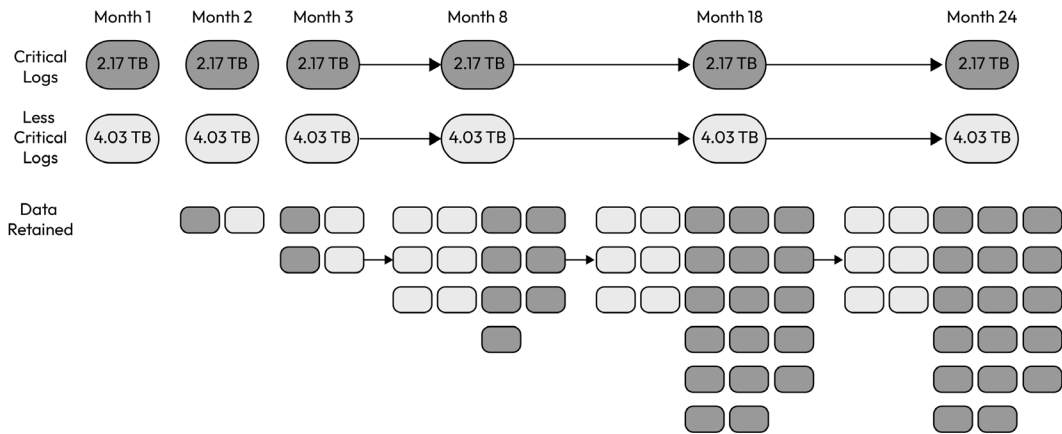 Month 1 Month 2 Month 3 Month 8 Month 18 Month 24
Critical
Logs
2.17 TB 2.17 TB 2.17 TB 2.17 TB 2.17 TB 2.17 TB
Less
Critical
Logs
4.03 TB 4.03 TB 4.03 TB 4.03 TB 4.03 TB 4.03 TB
Data
Retained